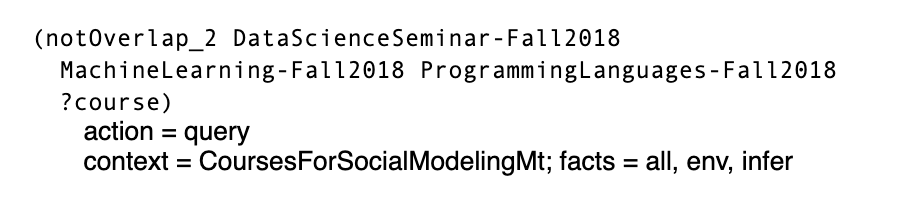 (notOverlap_2 DataScienceSeminar-Fall2018
MachineLearning-Fall2018 ProgrammingLanguages-Fall2018
?course)
action = query
context = CoursesForSocialModelingMt; facts = all, env, infer